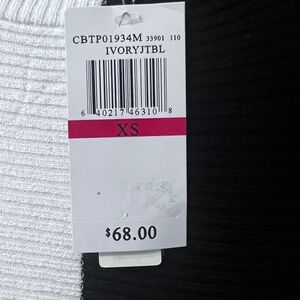 CBTP01934M 33901 110
IVORYJTBL
6 40217 46310 8
XS
$68.00